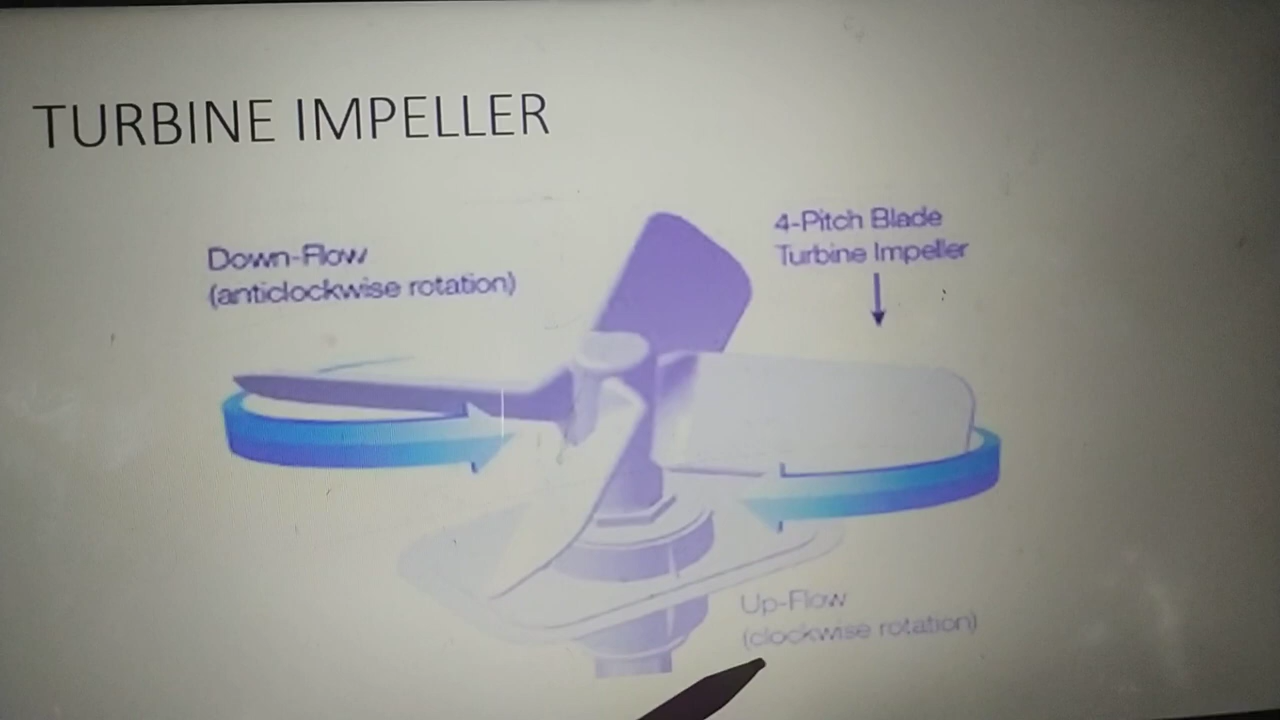 TURBINE IMPELLER
Down-Flow
(anticlockwise rotation)
4-Pitch Blade
Turbine Impeller
Up-Flow
(clockwise rotation)